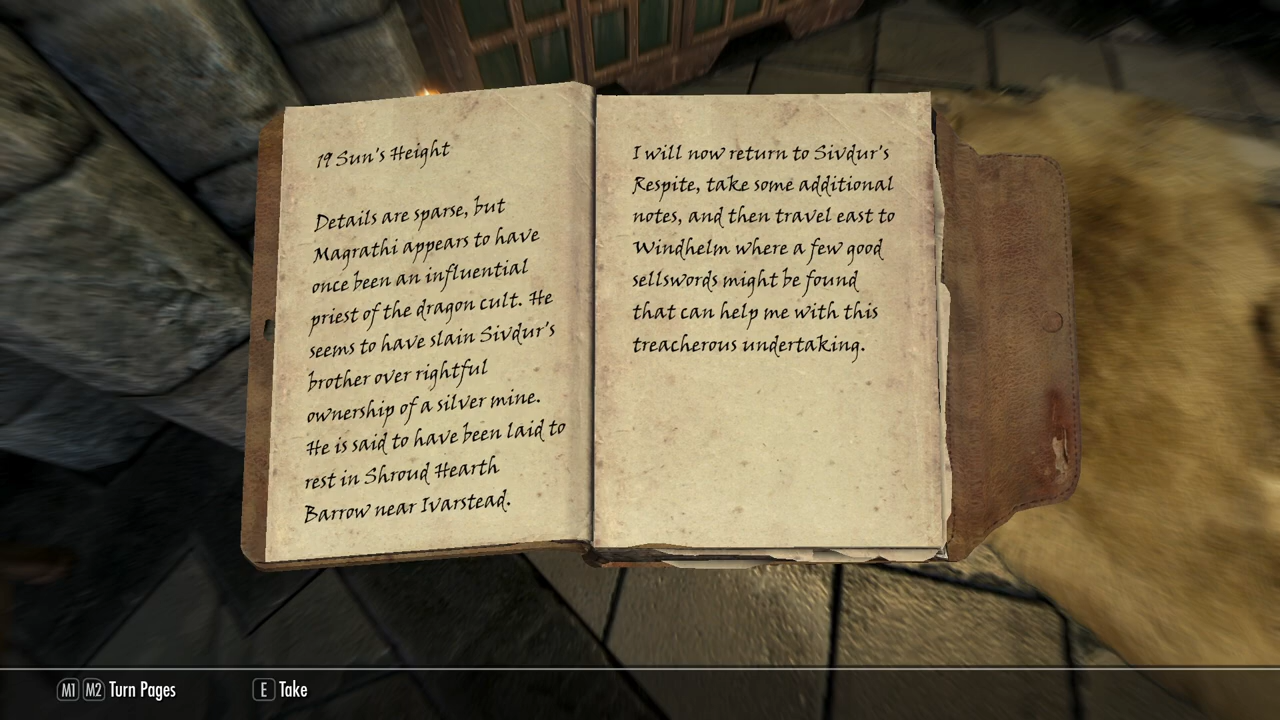 19 Sun's Height
Details are sparse, but
Magrathi appears to have
once been an influential
priest of the dragon cult. He
seems to have slain Sivdur's
brother over rightful
ownership of a silver mine.
He is said to have been laid to
rest in Shroud Hearth
Barrow near Ivarstead.
I will now return to Sivdur's
Respite, take some additional
notes, and then travel east to
Windhelm where a few good
sellswords might be found
that can help me with this
treacherous undertaking.
M1 M2 Turn Pages
E Take